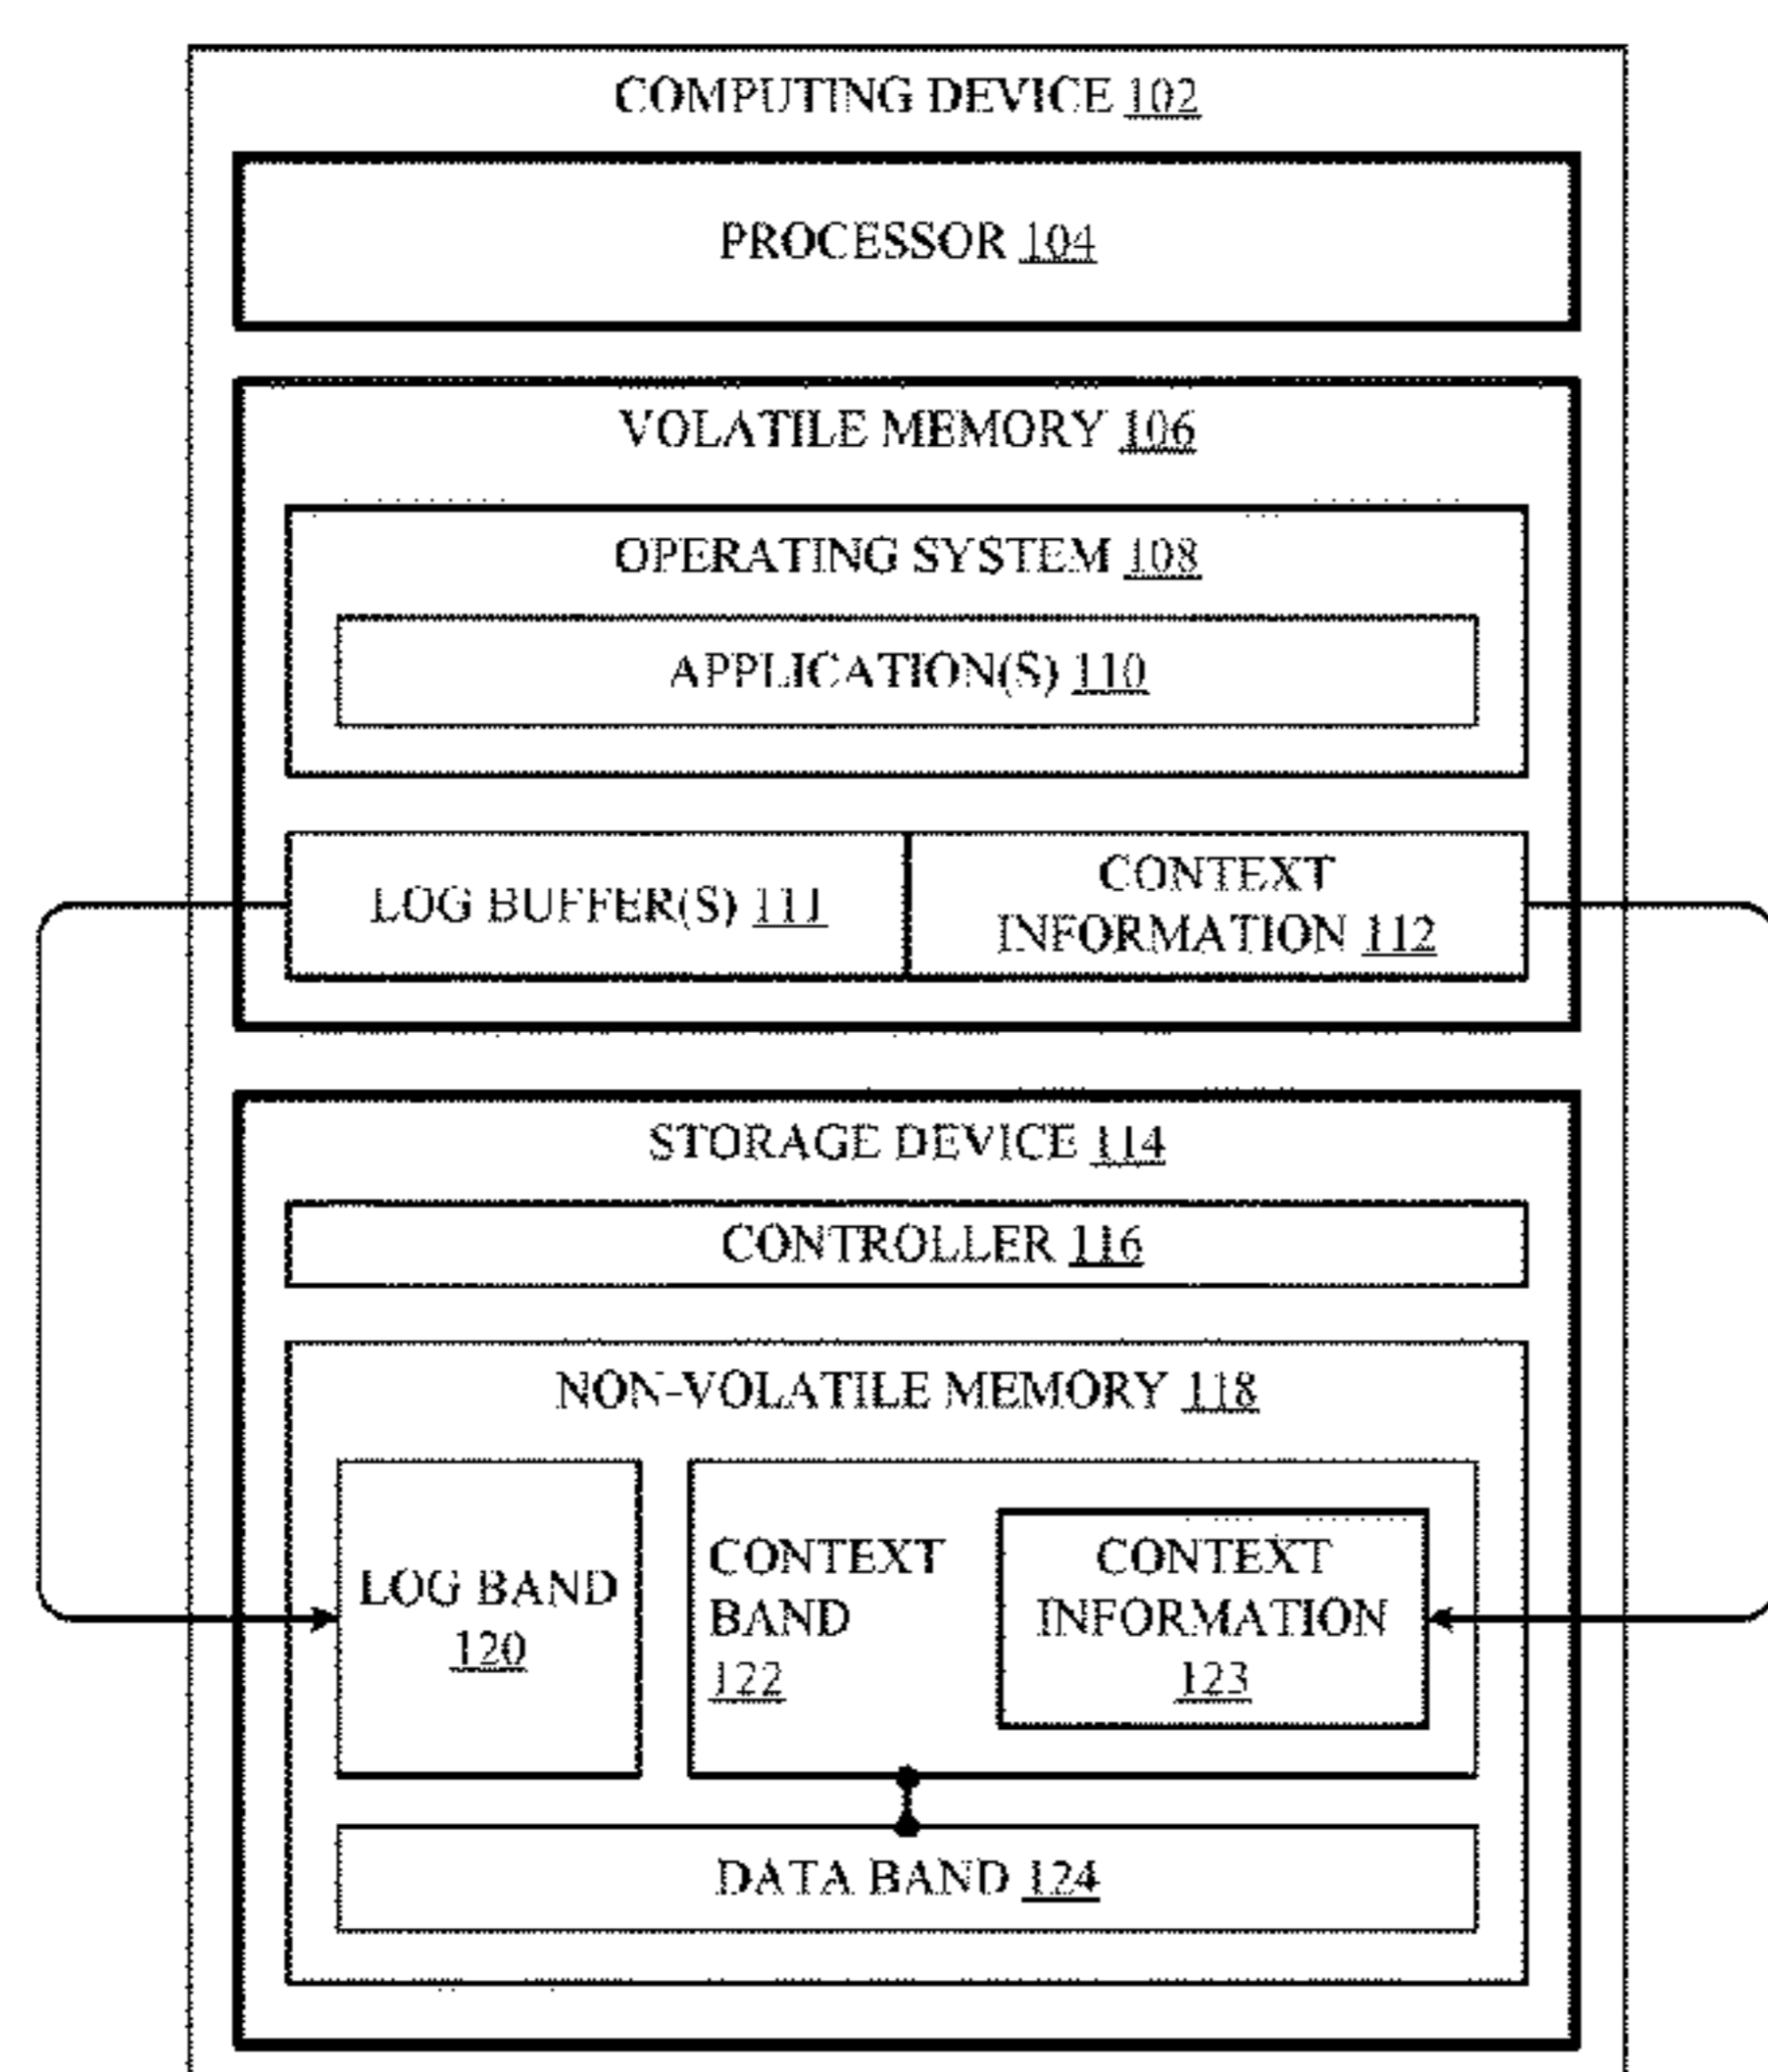 COMPUTING DEVICE 102
PROCESSOR 104
VOLATILE MEMORY 106
OPERATING SYSTEM 108
APPLICATION(S) 110
LOG BUFFER(S) 111
CONTEXT
INFORMATION 112
STORAGE DEVICE 114
CONTROLLER 116
NON-VOLATILE MEMORY 118
LOG BAND
120
CONTEXT
BAND
122
CONTEXT
INFORMATION
123
DATA BAND 124